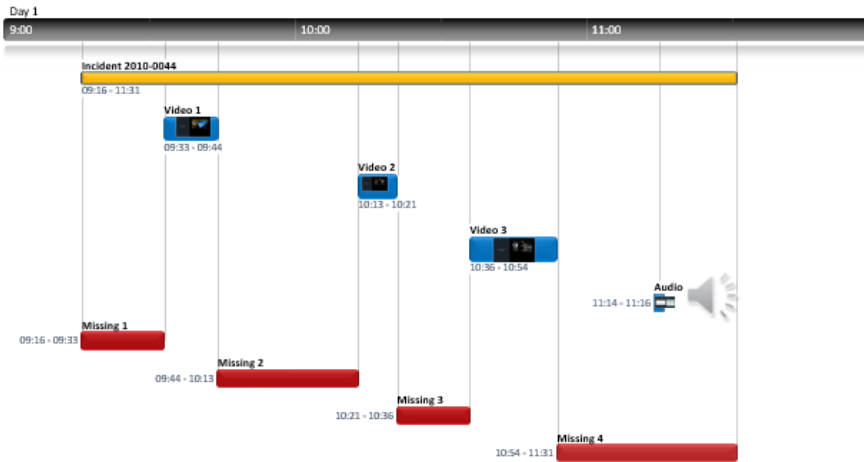 Day 1
9:00
10:00
11:00
Incident 2010-0044
09:16 - 11:31
Video 1
09:33 - 09:44
Video 2
10:13 - 10:21
Video 3
10:36 - 10:54
Audio
11:14 - 11:16
Missing 1
09:16 - 09:33
Missing 2
09:44 - 10:13
Missing 3
10:21 - 10:36
Missing 4
10:54 - 11:31